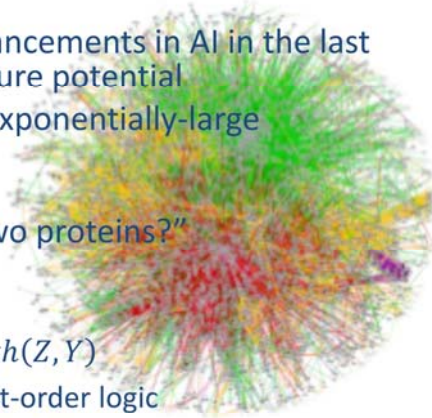 ancements in AI in the last
ure potential
xponentially-large
wo proteins?”
h(Z,Y)
t-order logic